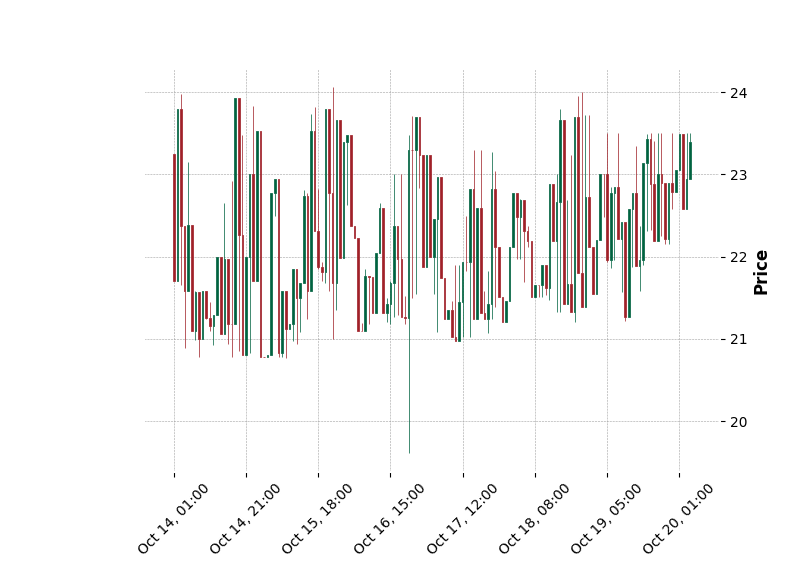 24
23
22
21
20
Price
Oct 14, 01:00
Oct 14, 21:00
Oct 15, 18:00
Oct 16, 15:00
Oct 17, 12:00
Oct 18, 08:00
Oct 19, 05:00
Oct 20, 01:00